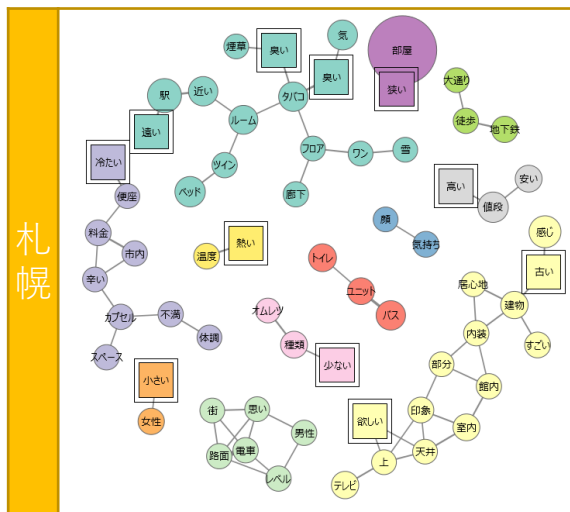 札幌
気
煙草
臭い
臭い
部屋
狭い
大通り
徒歩
地下鉄
駅
近い
タバコ
ルーム
遠い
フロア
ワン
雪
冷たい
ツイン
ベッド
廊下
便座
高い
安い
値段
料金
市内
辛い
温度
熱い
顔
気持ち
感じ
古い
トイレ
ユニット
バス
居心地
建物
オムレツ
カプセル
不満
体調
種類
内装
すごい
スペース
小さい
少ない
部分
館内
女性
街
思い
男性
欲しい
印象
室内
路面
電車
レベル
上
天井
テレビ